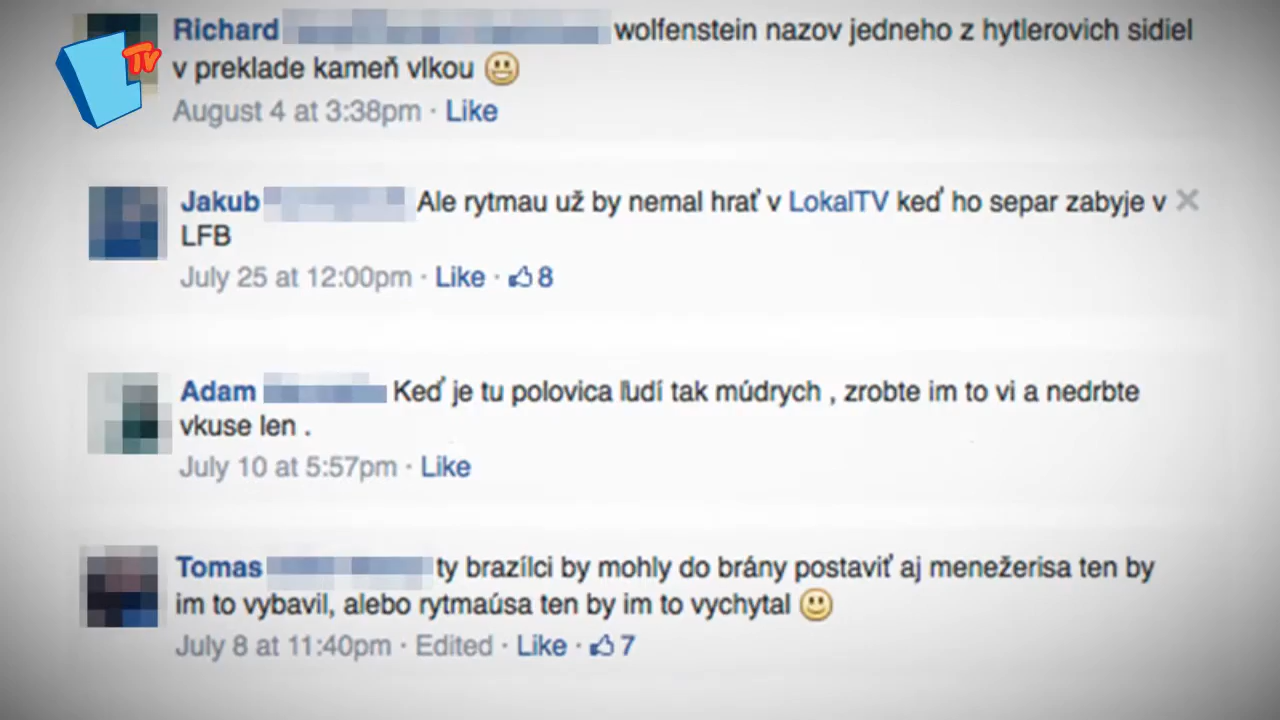 Richard wolfenstein nazov jedneho z hytlerovich sidiel
TV
v preklade kameň vlkou
August 4 at 3:38pm · Like
Jakub Ale rytmau už by nemal hrať v LokalTV keď ho separ zabyje v
LFB
July 25 at 12:00pm · Like · 8
Adam Keď je tu polovica ľudí tak múdrych , zrobte im to vi a nedrbte
vkuse len .
July 10 at 5:57pm · Like
Tomas ty brazílci by mohly do brány postaviť aj menežerisa ten by
im to vybavil, alebo rytmaúsa ten by im to vychytal
July 8 at 11:40pm · Edited · Like · 7